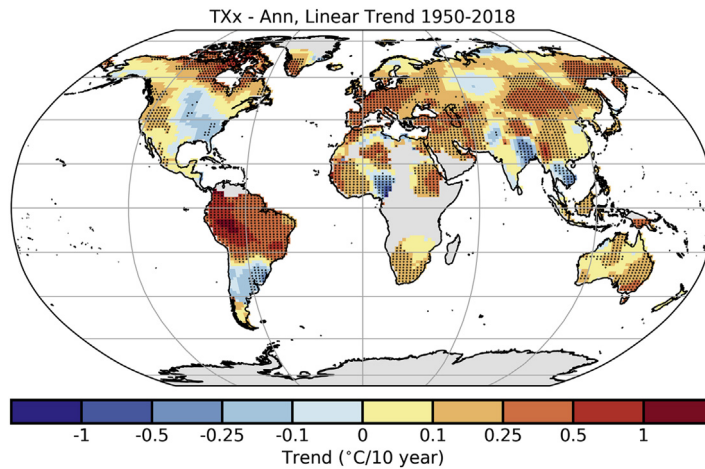 TXx - Ann, Linear Trend 1950-2018
-1 -0.5 -0.25 -0.1 0 0.1 0.25 0.5 1
Trend (°C/10 year)